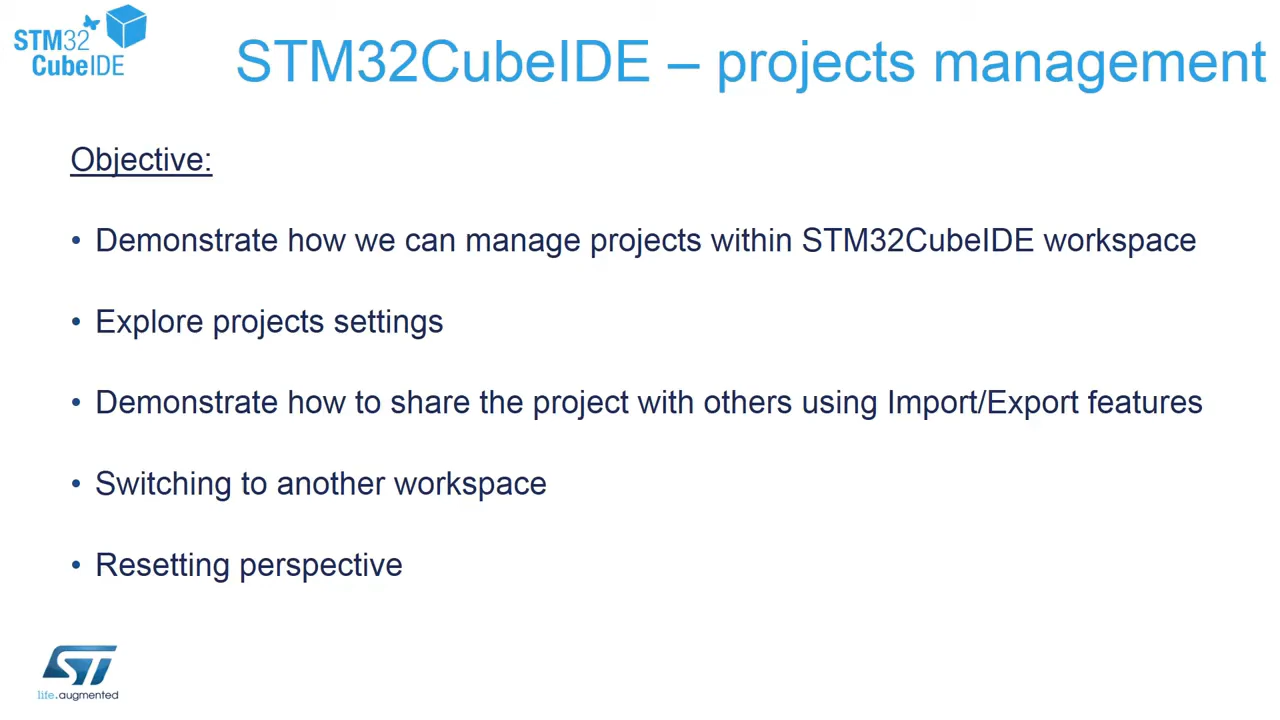 STM32
CubeIDE
STM32CubeIDE – projects management
Objective:
• Demonstrate how we can manage projects within STM32CubeIDE workspace
• Explore projects settings
• Demonstrate how to share the project with others using Import/Export features
• Switching to another workspace
• Resetting perspective
ST
life.augmented